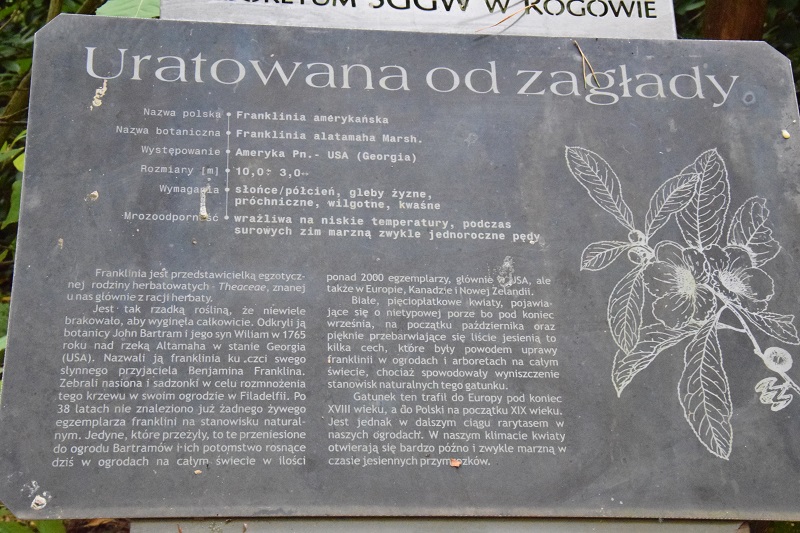 SGGW W ROGOWIE
Uratowana od zagłady
Nazwa polska Franklinia amerykańska
Nazwa botaniczna Franklinia alatamaha Marsh.
Występowanie Ameryka Pn.- USA (Georgia)
Rozmiary [m] 10,0 3,0
Wymagania słońce/półcień, gleby żyzne,
próchniczne, wilgotne, kwaśne
Mrozoodporność wrażliwa na niskie temperatury, podczas
surowych zim marzną zwykle jednoroczne pędy
Franklinia jest przedstawicielką egzotycz-
nej rodziny herbatowatych - Theaceae, znanej
u nas głównie z racji herbaty.
Jest tak rzadką rośliną, że niewiele
brakowało, aby wyginęła całkowicie. Odkryli ją
botanicy John Bartram i jego syn Wiliam w 1765
roku nad rzeką Altamaha w stanie Georgia
(USA). Nazwali ją franklinia ku czci swego
słynnego przyjaciela Benjamina Franklina.
Zebrali nasiona i sadzonki w celu rozmnożenia
tego krzewu w swoim ogrodzie w Filadelfii. Po
38 latach nie znaleziono już żadnego żywego
egzemplarza franklini na stanowisku natural-
nym. Jedyne, które przeżyły, to te przeniesione
do ogrodu Bartramów i ich potomstwo rosnące
dziś w ogrodach na całym świecie w ilości
ponad 2000 egzemplarzy, głównie w USA, ale
także w Europie, Kanadzie i Nowej Zelandii.
Białe, pięciopłatkowe kwiaty, pojawia-
jące się o nietypowej porze bo pod koniec
września, na początku października oraz
pięknie przebarwiające się liście jesienią to
kilka cech, które były powodem uprawy
franklinii w ogrodach i arboretach na całym
świecie, chociaż spowodowały wyniszczenie
stanowisk naturalnych tego gatunku.
Gatunek ten trafił do Europy pod koniec
XVIII wieku, a do Polski na początku XIX wieku.
Jest jednak w dalszym ciągu rarytasem w
naszych ogrodach. W naszym klimacie kwiaty
otwierają się bardzo późno i zwykle marzną w
czasie jesiennych przymrozków.